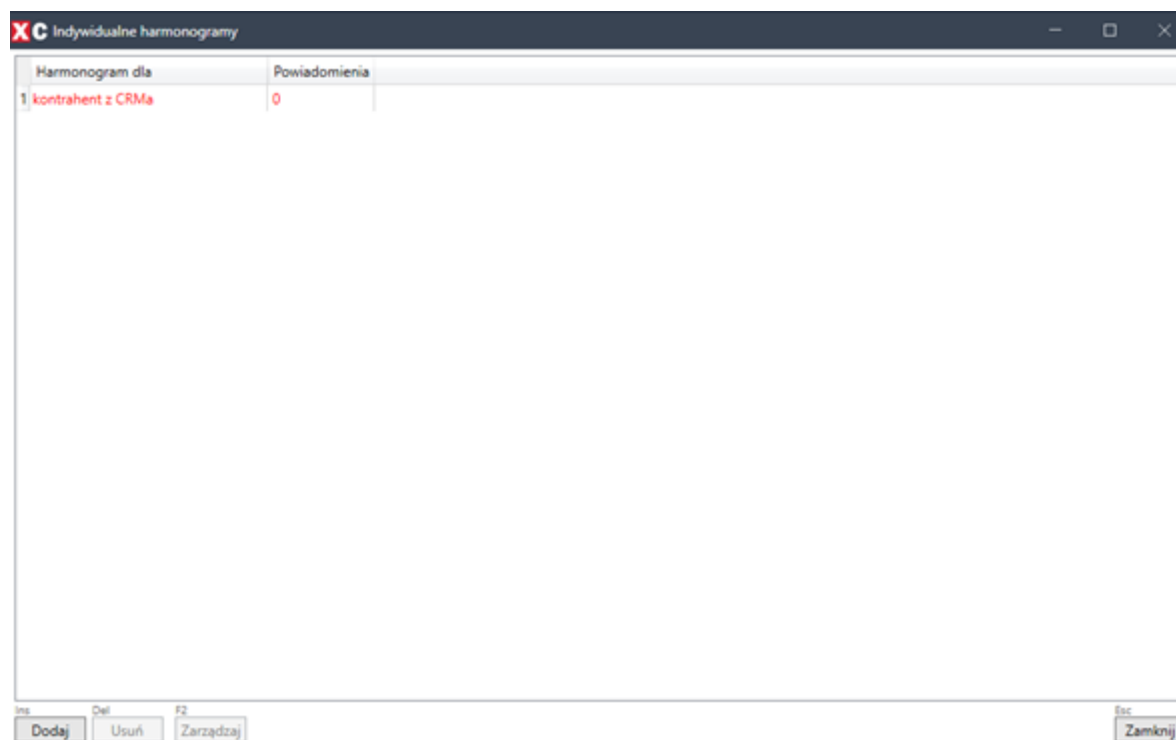 XC Indywidualne harmonogramy
Harmonogram dla Powiadomienia
1 kontrahent z CRMa 0
Ins Del F2 Esc
Dodaj Usuń Zarządzaj Zamknij